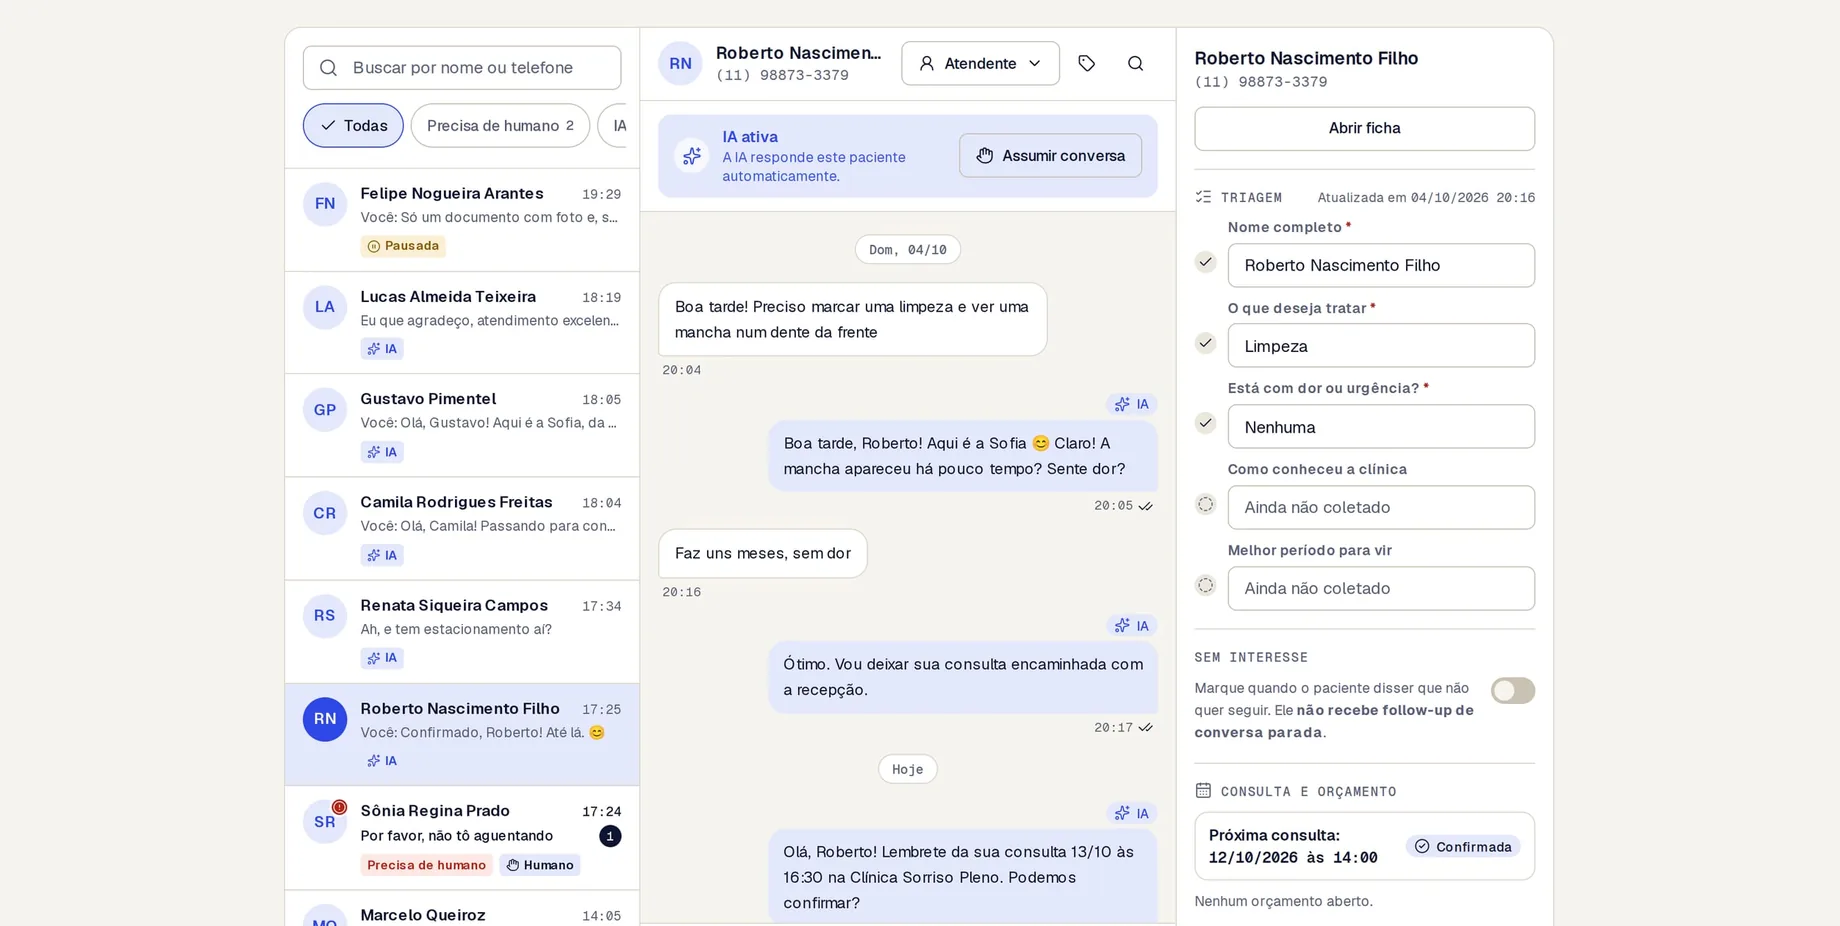 Buscar por nome ou telefone
Todas
Precisa de humano 2
IA
Felipe Nogueira Arantes 19:29
Você: Só um documento com foto e, s...
Pausada
Lucas Almeida Teixeira 18:19
Eu que agradeço, atendimento excelen...
IA
Gustavo Pimentel 18:05
Você: Olá, Gustavo! Aqui é a Sofia, da ...
IA
Camila Rodrigues Freitas 18:04
Você: Olá, Camila! Passando para con...
IA
Renata Siqueira Campos 17:34
Ah, e tem estacionamento aí?
IA
Roberto Nascimento Filho 17:25
Você: Confirmado, Roberto! Até lá. 😊
IA
Sônia Regina Prado 17:24
Por favor, não tô aguentando 1
Precisa de humano Humano
Marcelo Queiroz 14:05
FN
LA
GP
CR
RS
RN
SR
MQ
RN
Roberto Nascimen...
(11) 98873-3379
Atendente
IA ativa
A IA responde este paciente
automaticamente.
Assumir conversa
Dom, 04/10
Boa tarde! Preciso marcar uma limpeza e ver uma
mancha num dente da frente
20:04
IA
Boa tarde, Roberto! Aqui é a Sofia 😊 Claro! A
mancha apareceu há pouco tempo? Sente dor?
20:05
Faz uns meses, sem dor
20:16
IA
Ótimo. Vou deixar sua consulta encaminhada com
a recepção.
20:17
Hoje
IA
Olá, Roberto! Lembrete da sua consulta 13/10 às
16:30 na Clínica Sorriso Pleno. Podemos
confirmar?
Roberto Nascimento Filho
(11) 98873-3379
Abrir ficha
TRIAGEM Atualizada em 04/10/2026 20:16
Nome completo *
Roberto Nascimento Filho
O que deseja tratar *
Limpeza
Está com dor ou urgência? *
Nenhuma
Como conheceu a clínica
Ainda não coletado
Melhor período para vir
Ainda não coletado
SEM INTERESSE
Marque quando o paciente disser que não
quer seguir. Ele não recebe follow-up de
conversa parada.
CONSULTA E ORÇAMENTO
Próxima consulta:
12/10/2026 às 14:00
Confirmada
Nenhum orçamento aberto.